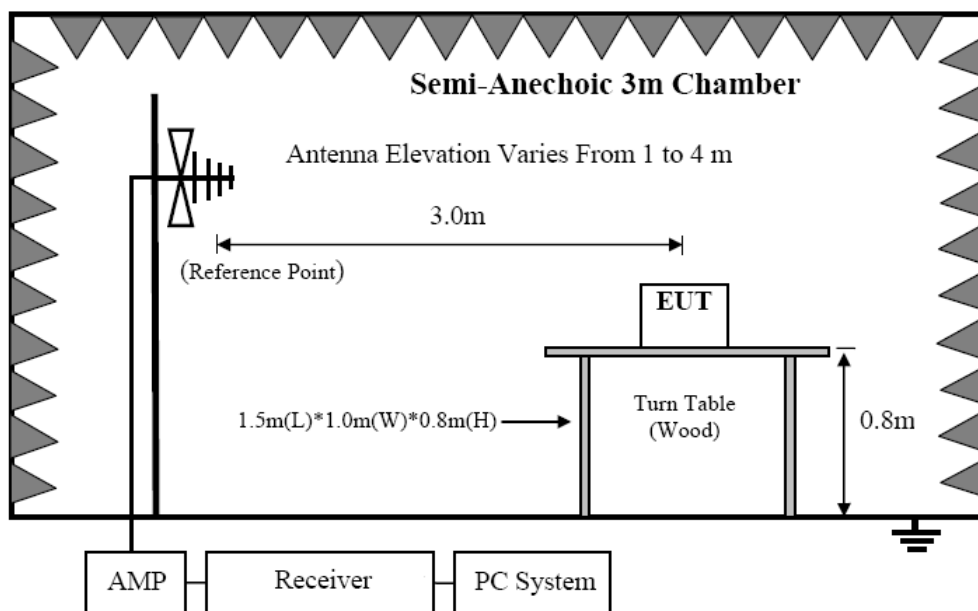 Semi-Anechoic 3m Chamber
Antenna Elevation Varies From 1 to 4 m
3.0m
(Reference Point)
EUT
1.5m(L)*1.0m(W)*0.8m(H)
Turn Table
(Wood)
0.8m
AMP
Receiver
PC System